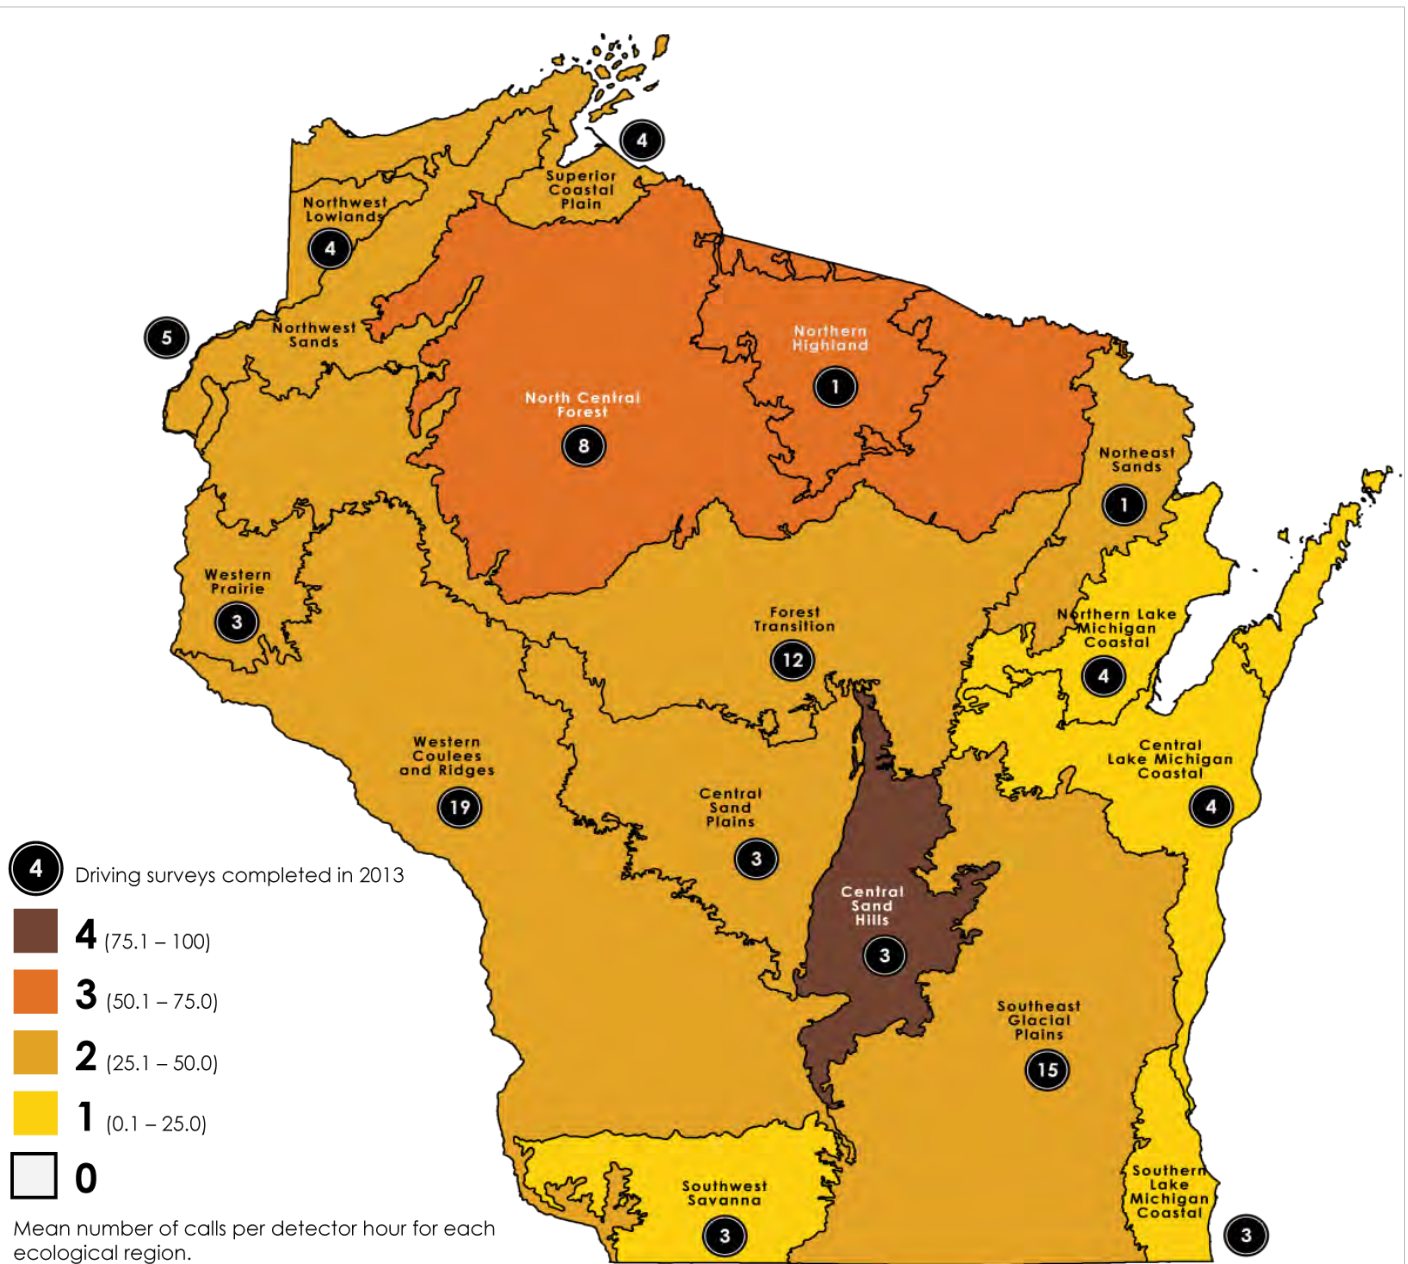 4
Superior
Coastal
Plain
Northwest
Lowlands
4
5
Northwest
Sands
Northern
Highland
1
North Central
Forest
8
Norheast
Sands
1
Western
Prairie
3
Forest
Transition
12
Northern Lake
Michigan
Coastal
4
Western
Coulees
and Ridges
19
Central
Lake Michigan
Coastal
4
Central
Sand
Plains
3
Central
Sand
Hills
3
Southeast
Glacial
Plains
15
Southwest
Savanna
3
Southern
Lake
Michigan
Coastal
3
4 Driving surveys completed in 2013
4 (75.1 – 100)
3 (50.1 – 75.0)
2 (25.1 – 50.0)
1 (0.1 – 25.0)
0
Mean number of calls per detector hour for each
ecological region.